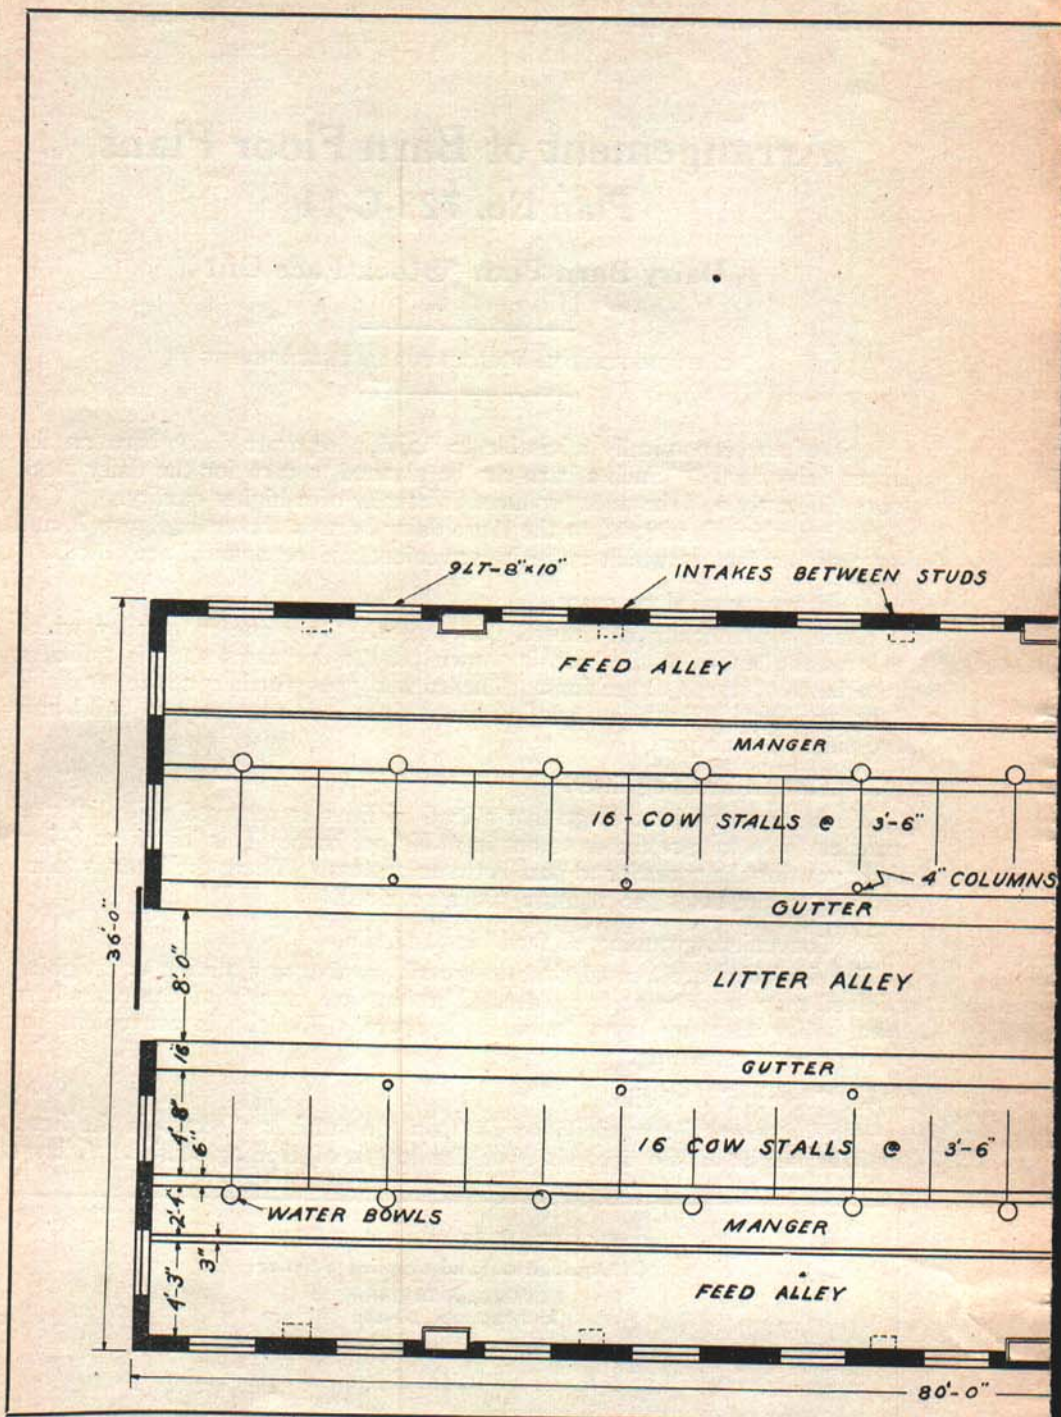 9LT-8"x10"
INTAKES BETWEEN STUDS
FEED ALLEY
MANGER
16-COW STALLS @ 3'-6"
4" COLUMNS
GUTTER
36'-0"
8'-0"
LITTER ALLEY
16"
GUTTER
4'-8"
6"
16 COW STALLS @ 3'-6"
WATER BOWLS
MANGER
3"
4'-3"
FEED ALLEY
80'-0"